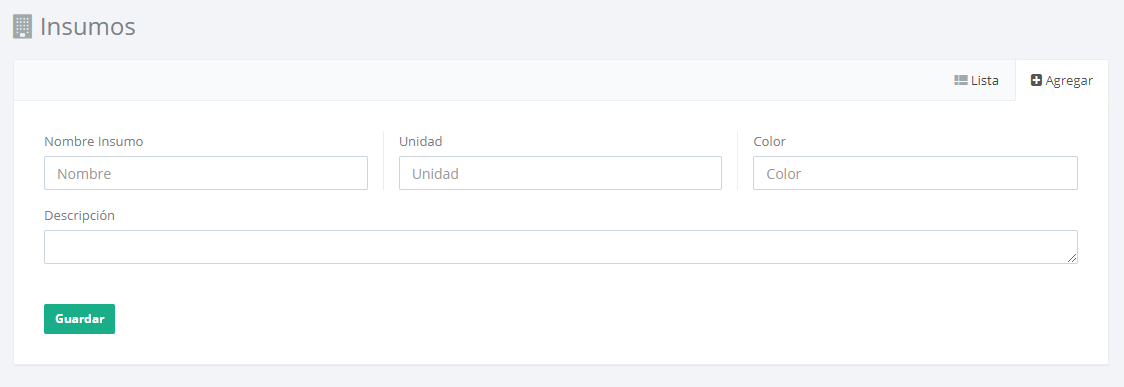 Insumos
Lista Agregar
Nombre Insumo Unidad Color
Nombre Unidad Color
Descripción
Guardar